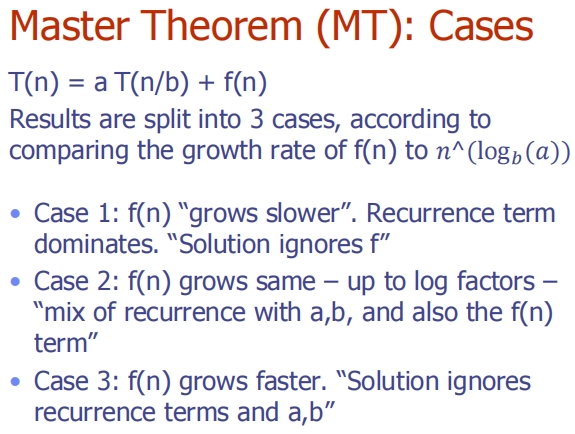 Master Theorem (MT): Cases
T(n) = a T(n/b) + f(n)
Results are split into 3 cases, according to
comparing the growth rate of f(n) to n^(log_b(a))
• Case 1: f(n) “grows slower”. Recurrence term
dominates. “Solution ignores f”
• Case 2: f(n) grows same – up to log factors –
“mix of recurrence with a,b, and also the f(n)
term”
• Case 3: f(n) grows faster. “Solution ignores
recurrence terms and a,b”